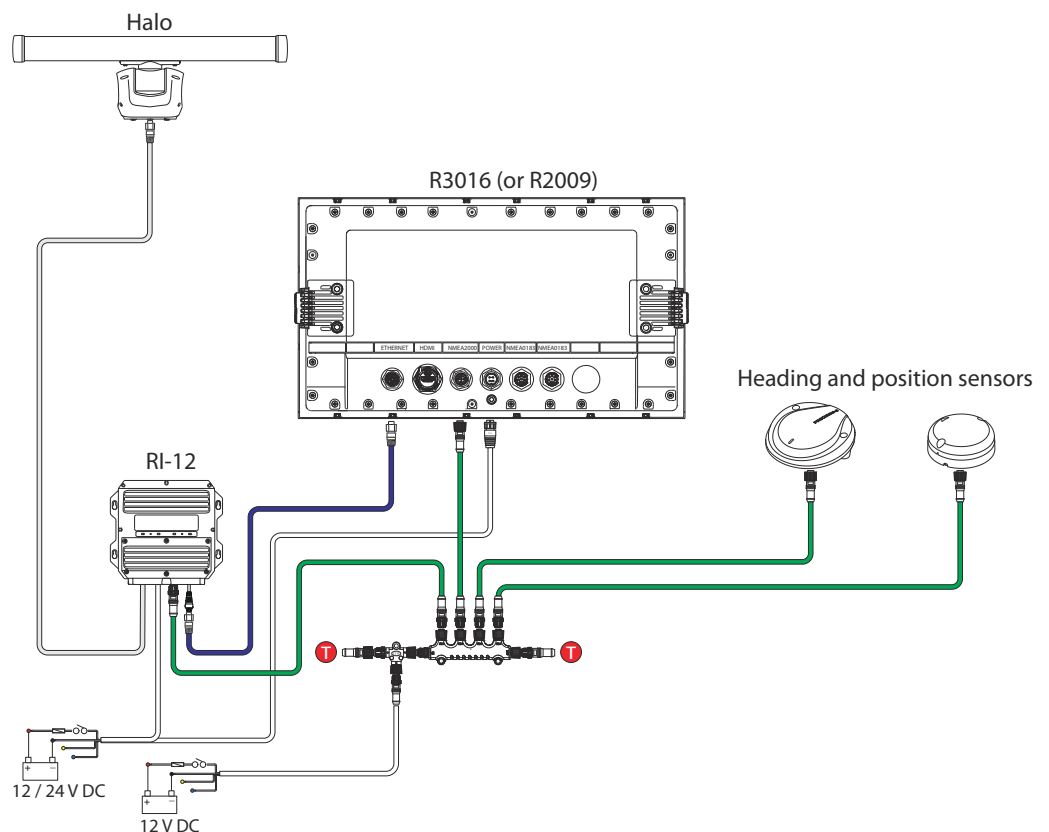 Halo
R3016 (or R2009)
ETHERNET HDMI NMEA2000 POWER NMEA0183 NMEA0183
Heading and position sensors
RI-12
T T
+ −
12 / 24 V DC
+ −
12 V DC